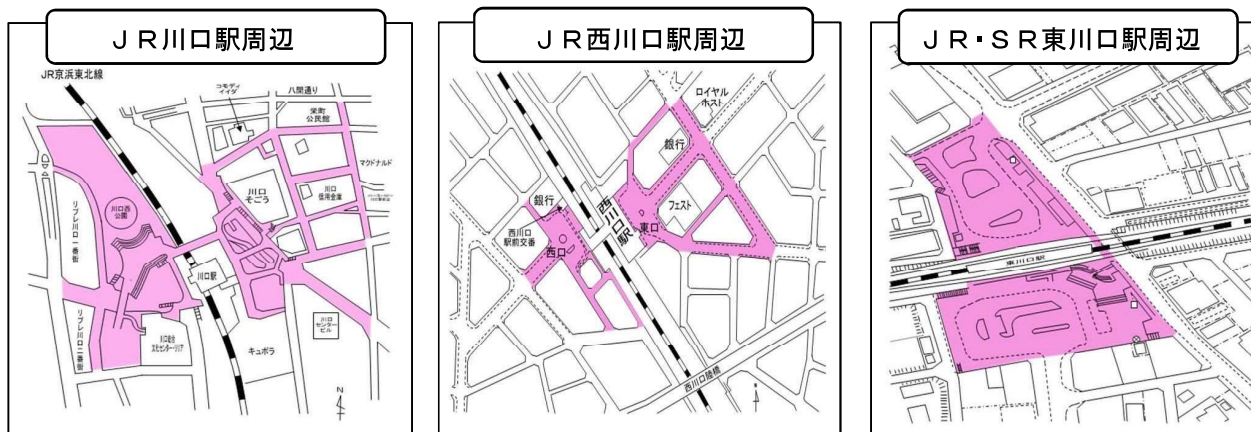 JR川口駅周辺
JR京浜東北線
コモディ
イイダ
八間通り
栄町
公民館
マクドナルド
川口
そごう
川口
信用金庫
川口西
公園
リプレ川口一番街
川口駅
リプレ川口二番街
川口総合
文化センター・リリア
キュポラ
川口
センター
ビル
N
JR西川口駅周辺
ロイヤル
ホスト
銀行
銀行
フェスト
西川口駅
西川口
駅前交番
西口
東口
西川口陸橋
JR・SR東川口駅周辺
東川口駅